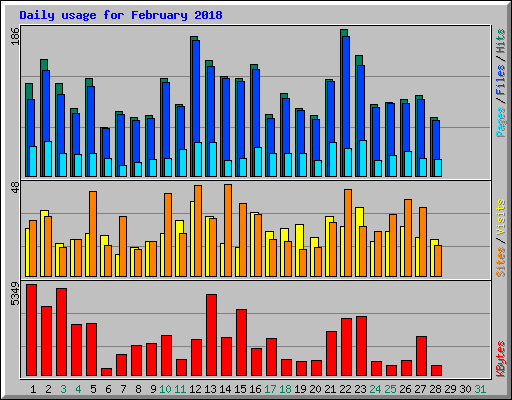 Daily usage for February 2018
186
Pages / Files / Hits
48
Sites / Visits
5349
KBytes
1 2 3 4 5 6 7 8 9 10 11 12 13 14 15 16 17 18 19 20 21 22 23 24 25 26 27 28 29 30 31